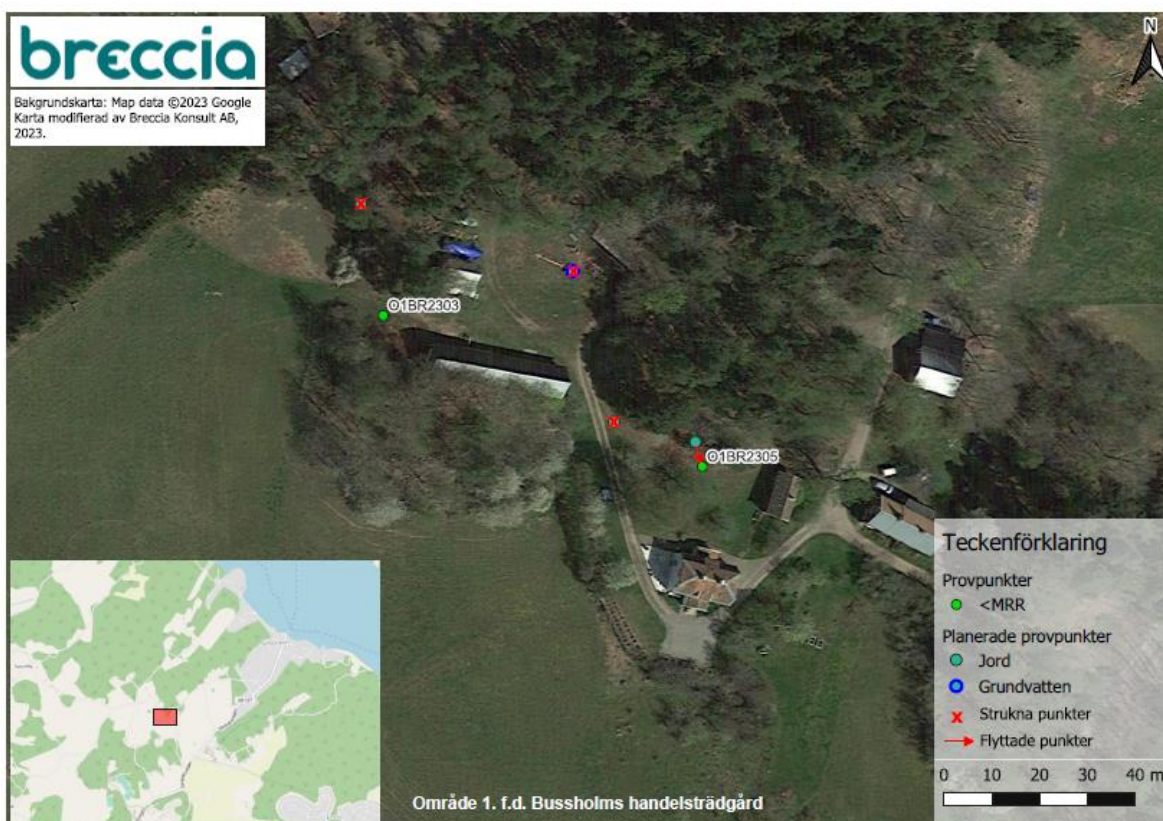 breccia
Bakgrundskarta: Map data ©2023 Google
Karta modifierad av Breccia Konsult AB,
2023.
N
O1BR2303
O1BR2305
Teckenförklaring
Provpunkter
<MRR
Planerade provpunkter
Jord
Grundvatten
Strukna punkter
Flyttade punkter
0 10 20 30 40 m
Område 1. f.d. Bussholms handelsträdgård